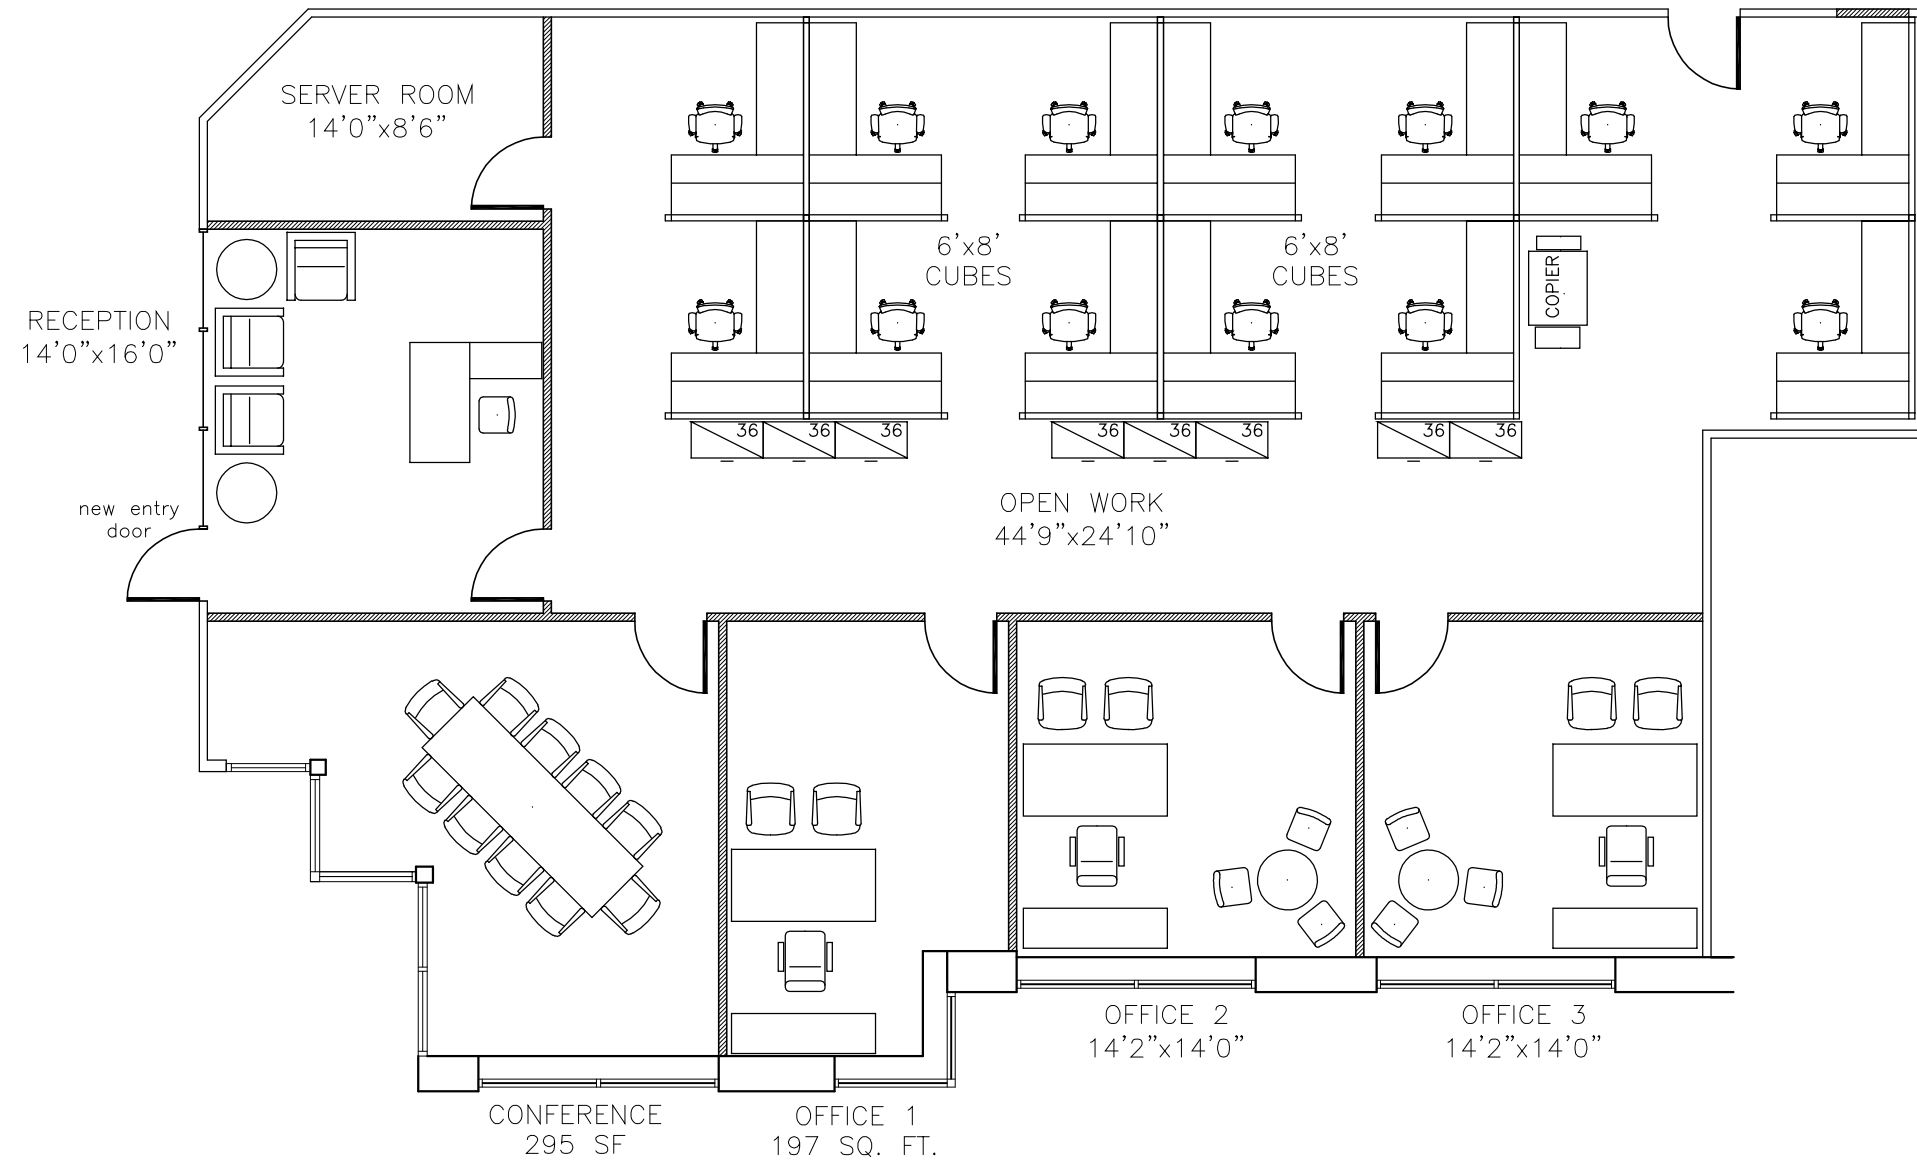 SERVER ROOM
14'0"x8'6"
6'x8'
CUBES
6'x8'
CUBES
COPIER
RECEPTION
14'0"x16'0"
36 36 36
36 36 36
36 36
new entry
door
OPEN WORK
44'9"x24'10"
OFFICE 2
14'2"x14'0"
OFFICE 3
14'2"x14'0"
CONFERENCE
295 SF
OFFICE 1
197 SQ. FT.